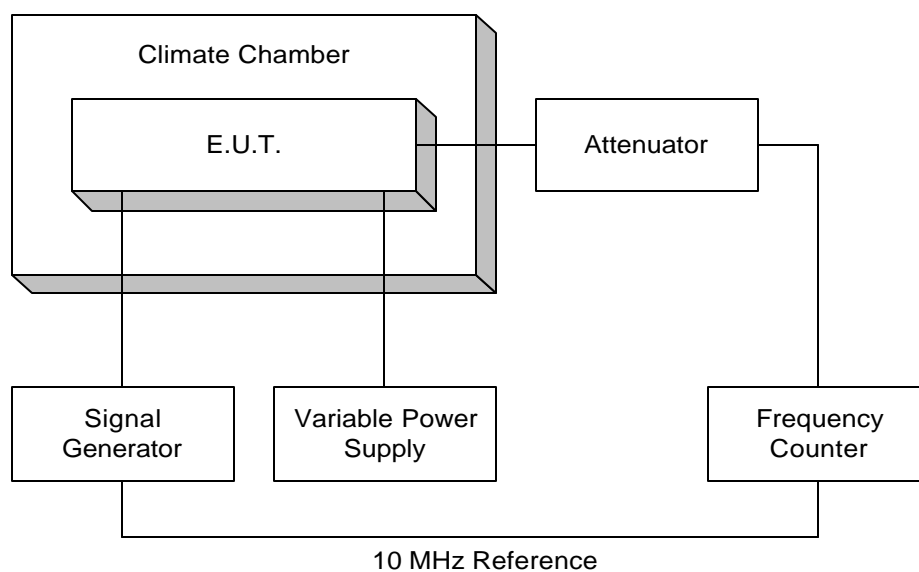 Climate Chamber
E.U.T.
Attenuator
Signal
Generator
Variable Power
Supply
Frequency
Counter
10 MHz Reference